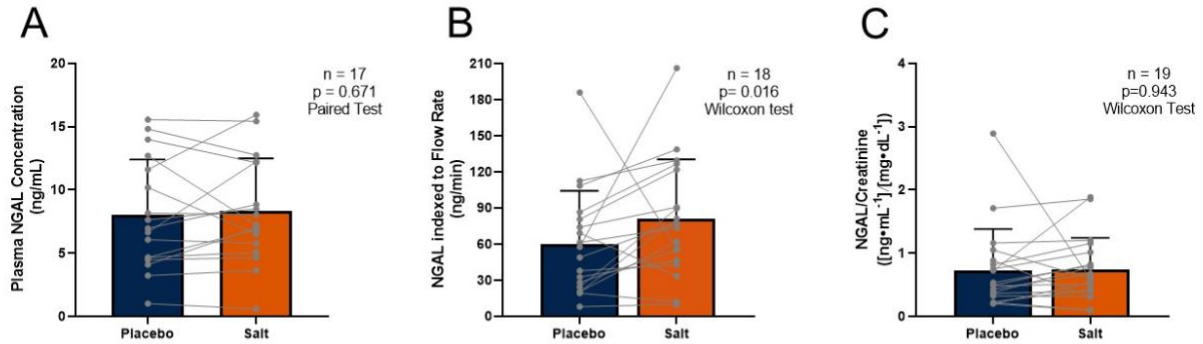 A
Plasma NGAL Concentration
(ng/mL)
20
15
10
5
0
n = 17
p = 0.671
Paired Test
Placebo
Salt
B
NGAL indexed to Flow Rate
(ng/min)
210
180
150
120
90
60
30
0
n = 18
p= 0.016
Wilcoxon test
Placebo
Salt
C
NGAL/Creatinine
([ng•mL⁻¹]/[mg•dL⁻¹])
4
3
2
1
0
n = 19
p=0.943
Wilcoxon Test
Placebo
Salt